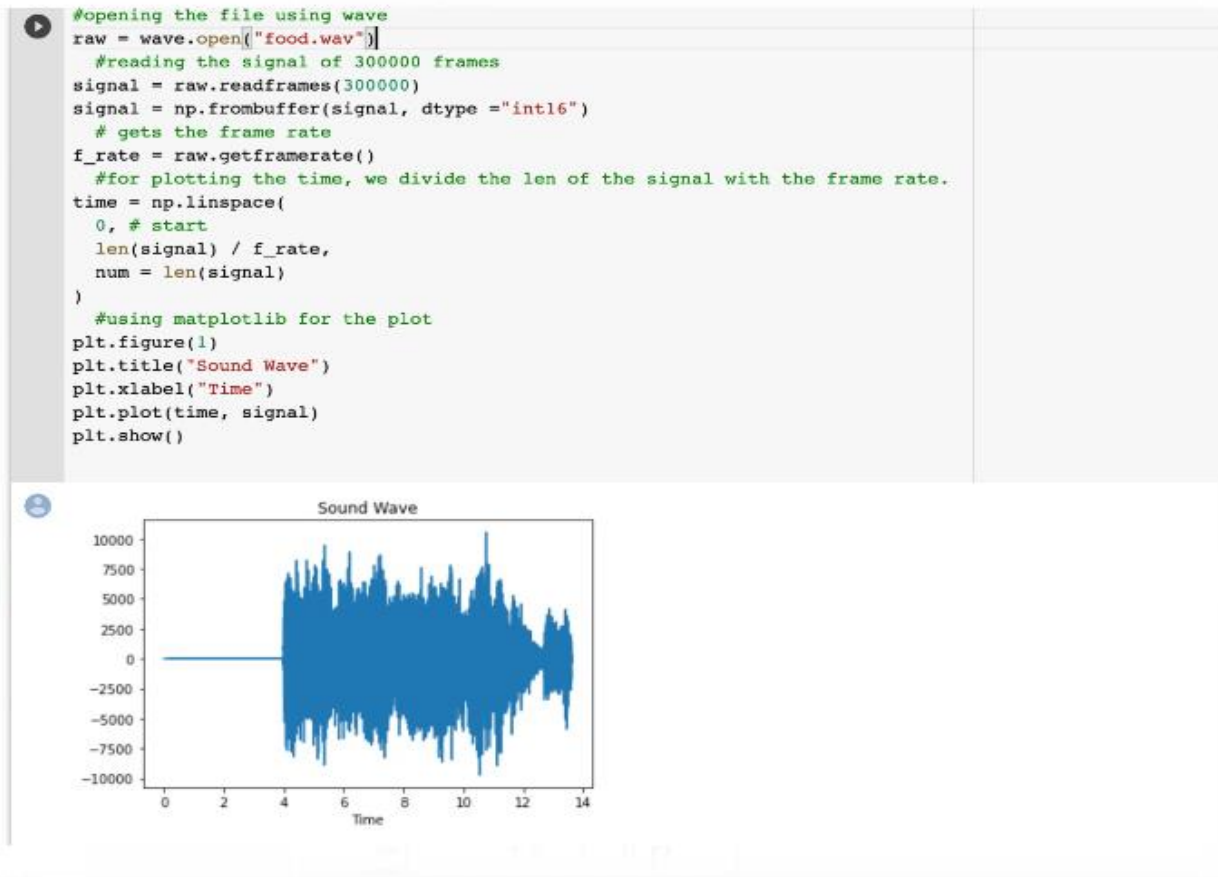 #opening the file using wave
raw = wave.open("food.wav")
#reading the signal of 300000 frames
signal = raw.readframes(300000)
signal = np.frombuffer(signal, dtype ="int16")
# gets the frame rate
f_rate = raw.getframerate()
#for plotting the time, we divide the len of the signal with the frame rate.
time = np.linspace(
0, # start
len(signal) / f_rate,
num = len(signal)
)
#using matplotlib for the plot
plt.figure(1)
plt.title("Sound Wave")
plt.xlabel("Time")
plt.plot(time, signal)
plt.show()
Sound Wave
10000
7500
5000
2500
0
−2500
−5000
−7500
−10000
0 2 4 6 8 10 12 14
Time